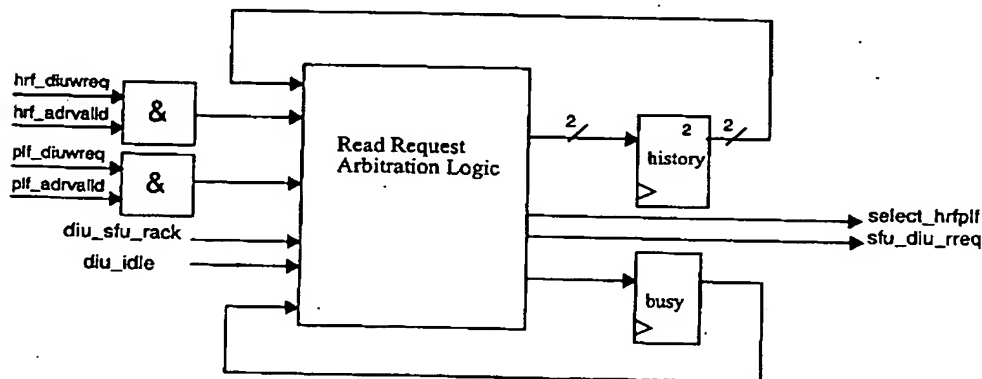 hrf_diuwreq
hrf_adrvalid
&
plf_diuwreq
plf_adrvalid
&
diu_sfu_rack
diu_idle
Read Request
Arbitration Logic
2
2
2
history
select_hrfplf
sfu_diu_rreq
busy